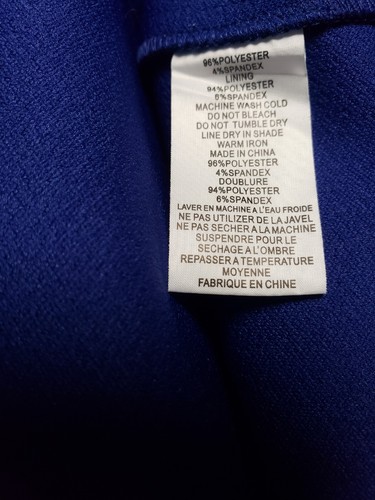 96%POLYESTER
4%SPANDEX
LINING
94%POLYESTER
6%SPANDEX
MACHINE WASH COLD
DO NOT BLEACH
DO NOT TUMBLE DRY
LINE DRY IN SHADE
WARM IRON
MADE IN CHINA
96%POLYESTER
4%SPANDEX
DOUBLURE
94%POLYESTER
6%SPANDEX
LAVER EN MACHINE A L'EAU FROIDE
NE PAS UTILIZER DE LA JAVEL
NE PAS SECHER A LA MACHINE
SUSPENDRE POUR LE
SECHAGE A L'OMBRE
REPASSER A TEMPERATURE
MOYENNE
FABRIQUE EN CHINE